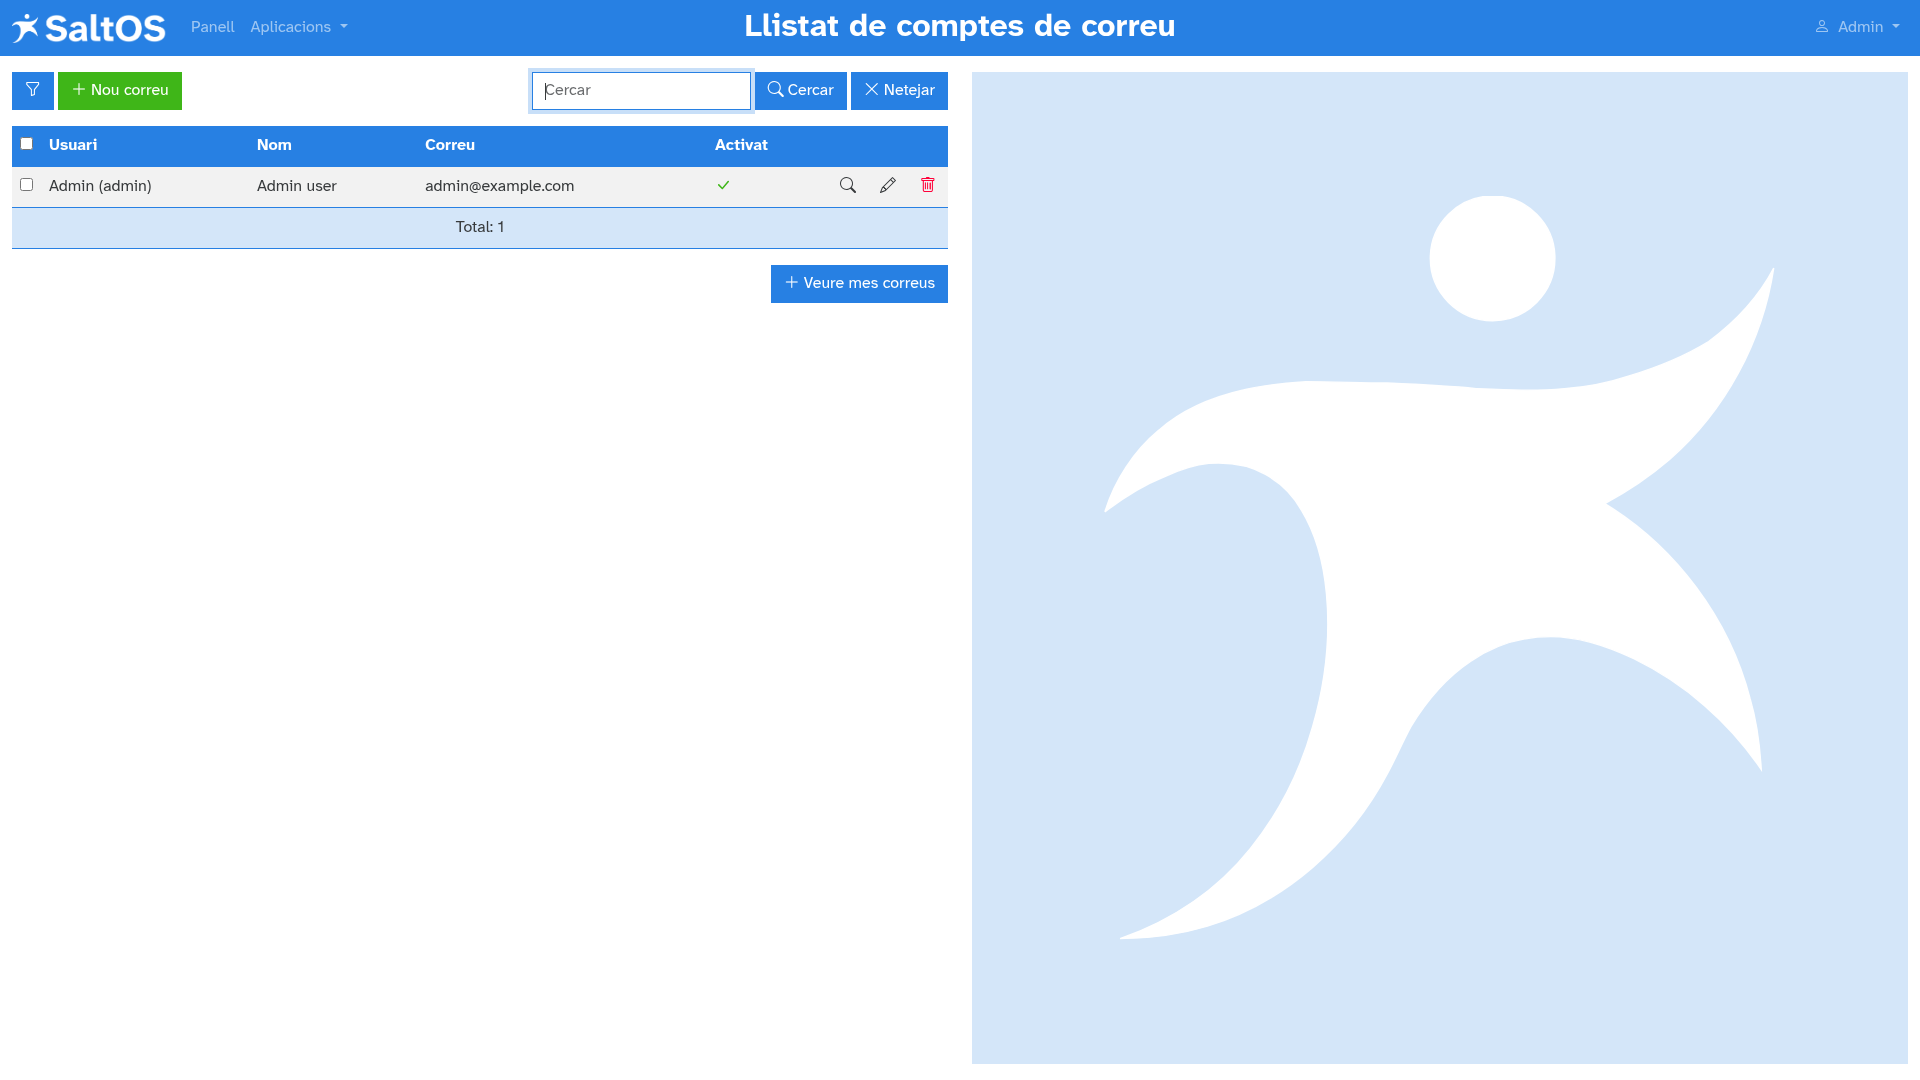 SaltOS Panell Aplicacions Llistat de comptes de correu Admin
Nou correu Cercar Cercar Netejar
Usuari Nom Correu Activat
Admin (admin) Admin user admin@example.com
Total: 1
Veure mes correus